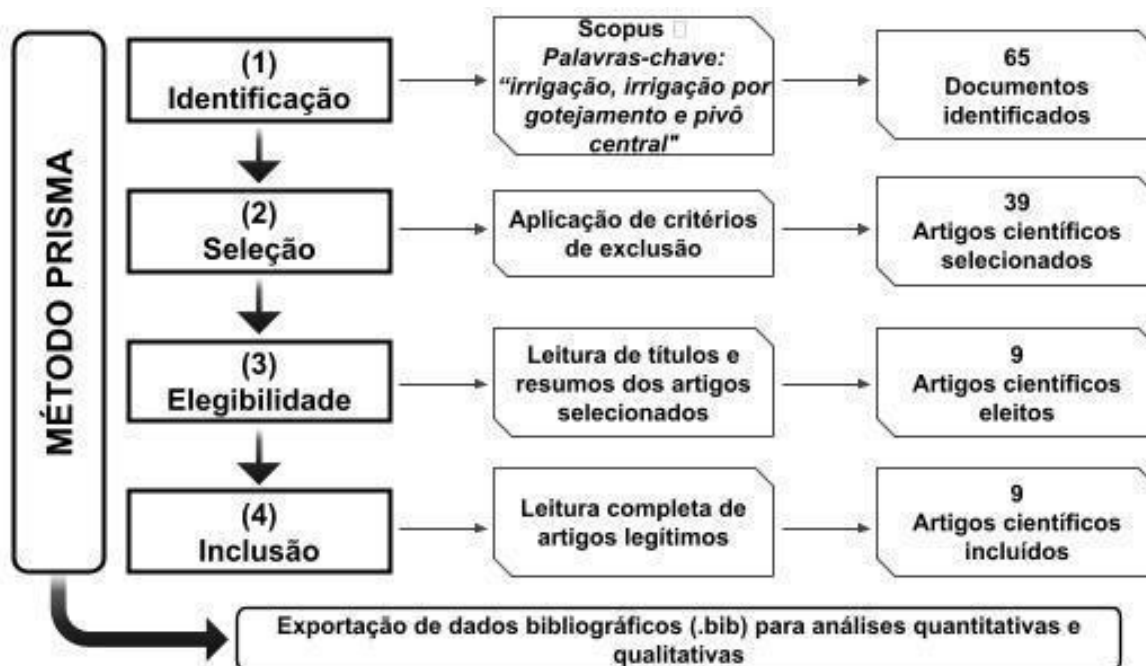 MÉTODO PRISMA
(1)
Identificação
Scopus
Palavras-chave:
“irrigação, irrigação por
gotejamento e pivô
central"
65
Documentos
identificados
(2)
Seleção
Aplicação de critérios
de exclusão
39
Artigos científicos
selecionados
(3)
Elegibilidade
Leitura de títulos e
resumos dos artigos
selecionados
9
Artigos científicos
eleitos
(4)
Inclusão
Leitura completa de
artigos legítimos
9
Artigos científicos
incluídos
Exportação de dados bibliográficos (.bib) para análises quantitativas e
qualitativas